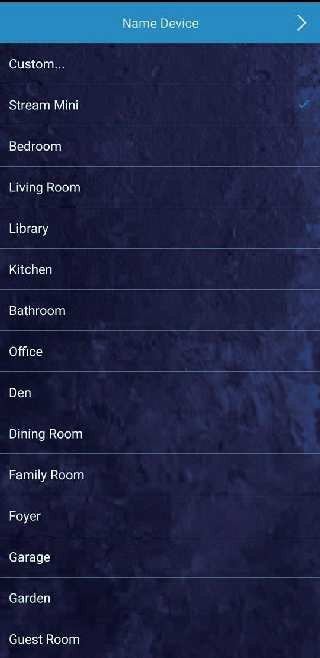 Name Device
Custom...
Stream Mini
Bedroom
Living Room
Library
Kitchen
Bathroom
Office
Den
Dining Room
Family Room
Foyer
Garage
Garden
Guest Room